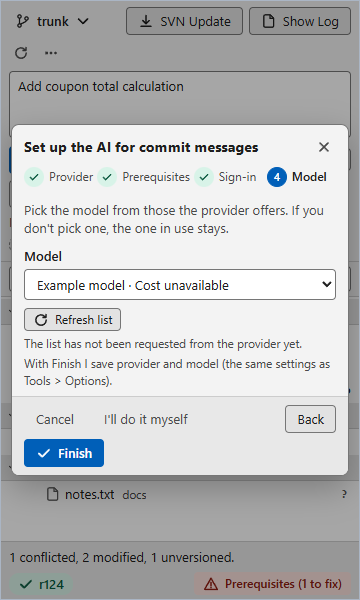 trunk
SVN Update
Show Log
Add coupon total calculation
Set up the AI for commit messages
Provider
Prerequisites
Sign-in
4 Model
Pick the model from those the provider offers. If you
don't pick one, the one in use stays.
Model
Example model · Cost unavailable
Refresh list
The list has not been requested from the provider yet.
With Finish I save provider and model (the same settings as
Tools > Options).
Cancel
I'll do it myself
Back
Finish
notes.txt docs ?
1 conflicted, 2 modified, 1 unversioned.
r124
Prerequisites (1 to fix)